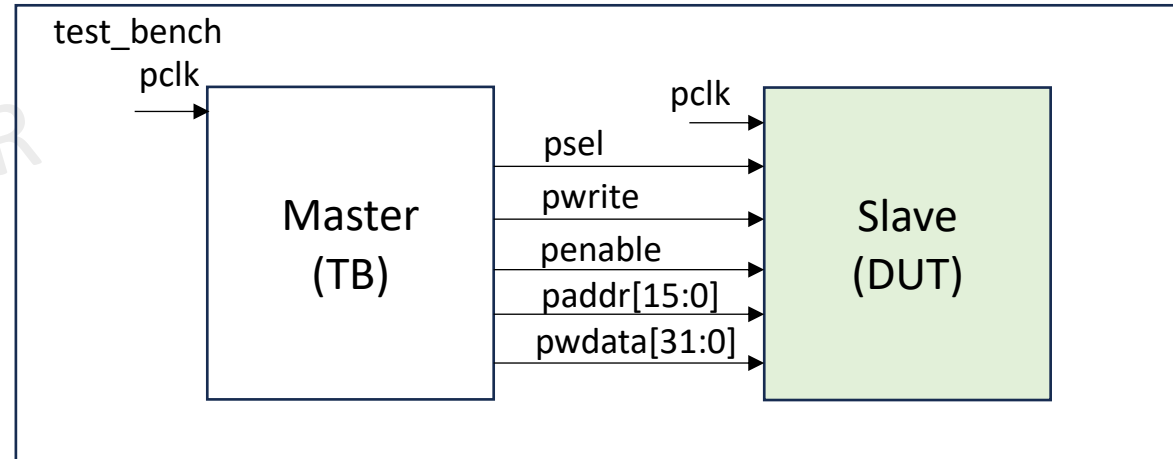 test_bench
pclk
pclk
psel
pwrite
penable
paddr[15:0]
pwdata[31:0]
Master
(TB)
Slave
(DUT)
R